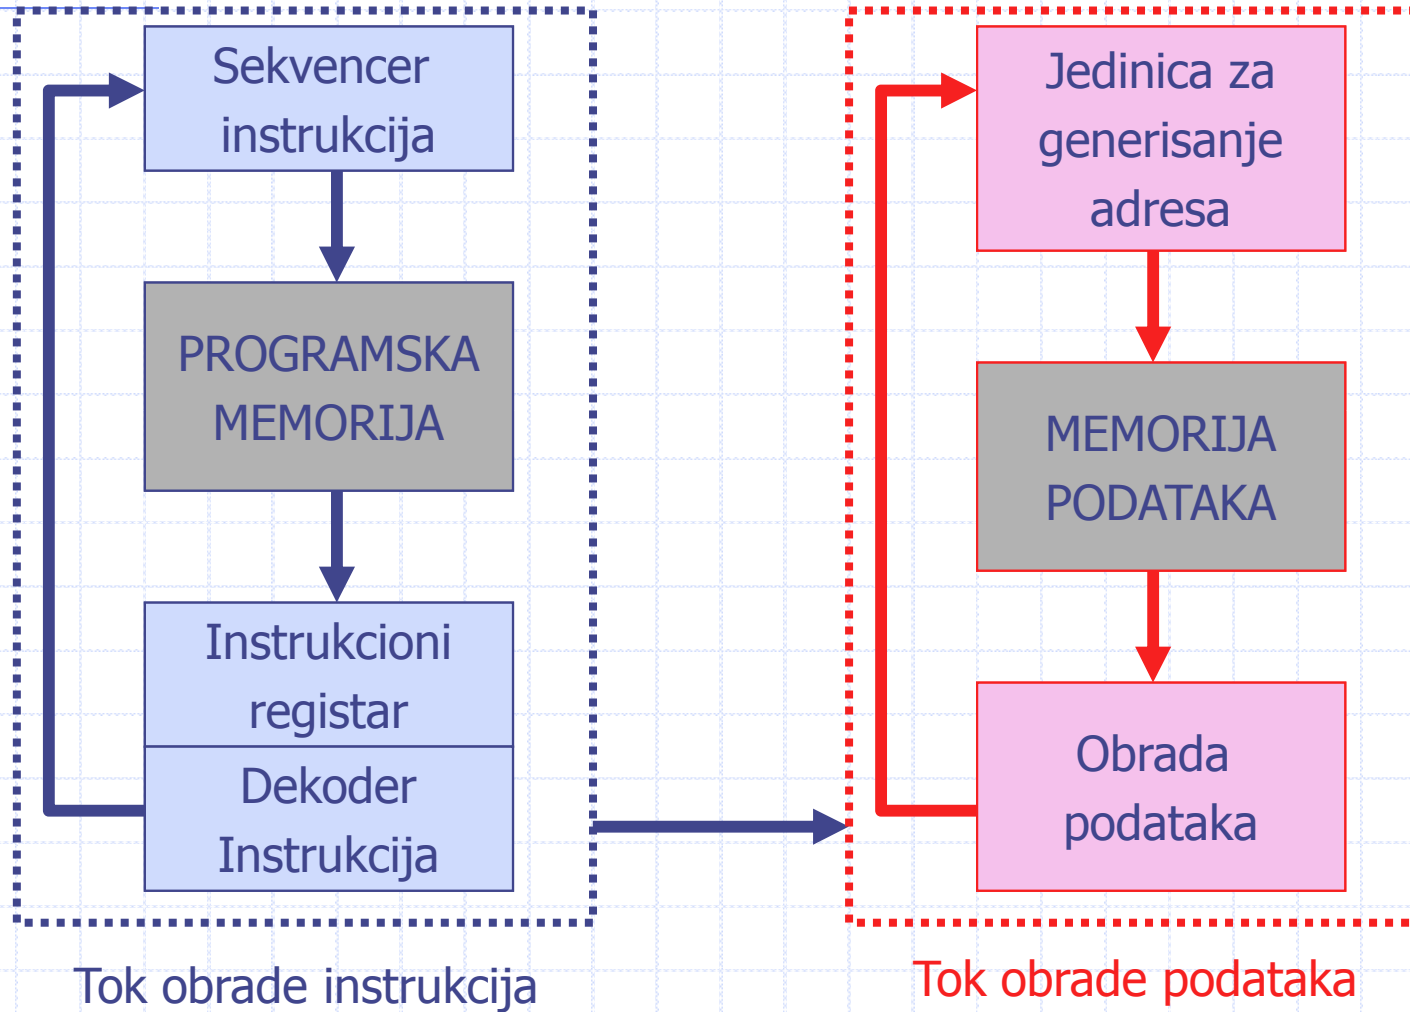 Sekvencer
instrukcija
PROGRAMSKA
MEMORIJA
Instrukcioni
registar
Dekoder
Instrukcija
Tok obrade instrukcija
Jedinica za
generisanje
adresa
MEMORIJA
PODATAKA
Obrada
podataka
Tok obrade podataka